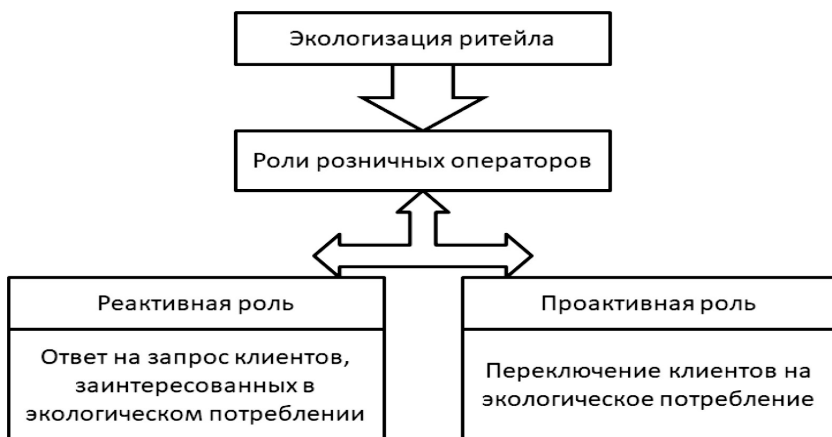 Экологизация ритейла
Роли розничных операторов
Реактивная роль
Ответ на запрос клиентов,
заинтересованных в
экологическом потреблении
Проактивная роль
Переключение клиентов на
экологическое потребление